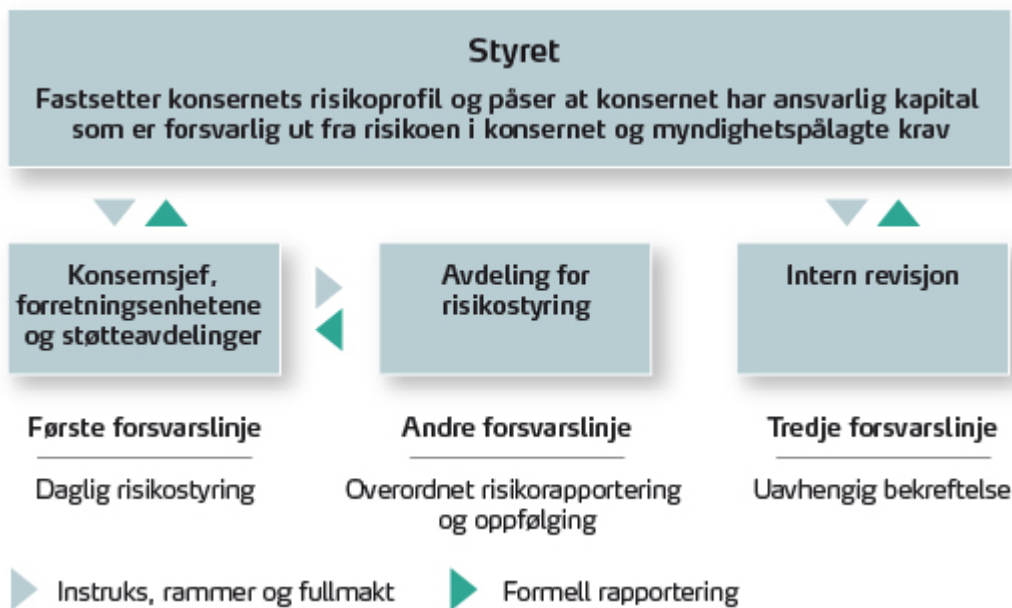 Styret
Fastsetter konsernets risikoprofil og påser at konsernet har ansvarlig kapital
som er forsvarlig ut fra risikoen i konsernet og myndighetspålagte krav
Konsernsjef,
forretningsenhetene
og støtteavdelinger
Avdeling for
risikostyring
Intern revisjon
Første forsvarslinje
Andre forsvarslinje
Tredje forsvarslinje
Daglig risikostyring
Overordnet risikorapportering
og oppfølging
Uavhengig bekreftelse
Instruks, rammer og fullmakt
Formell rapportering